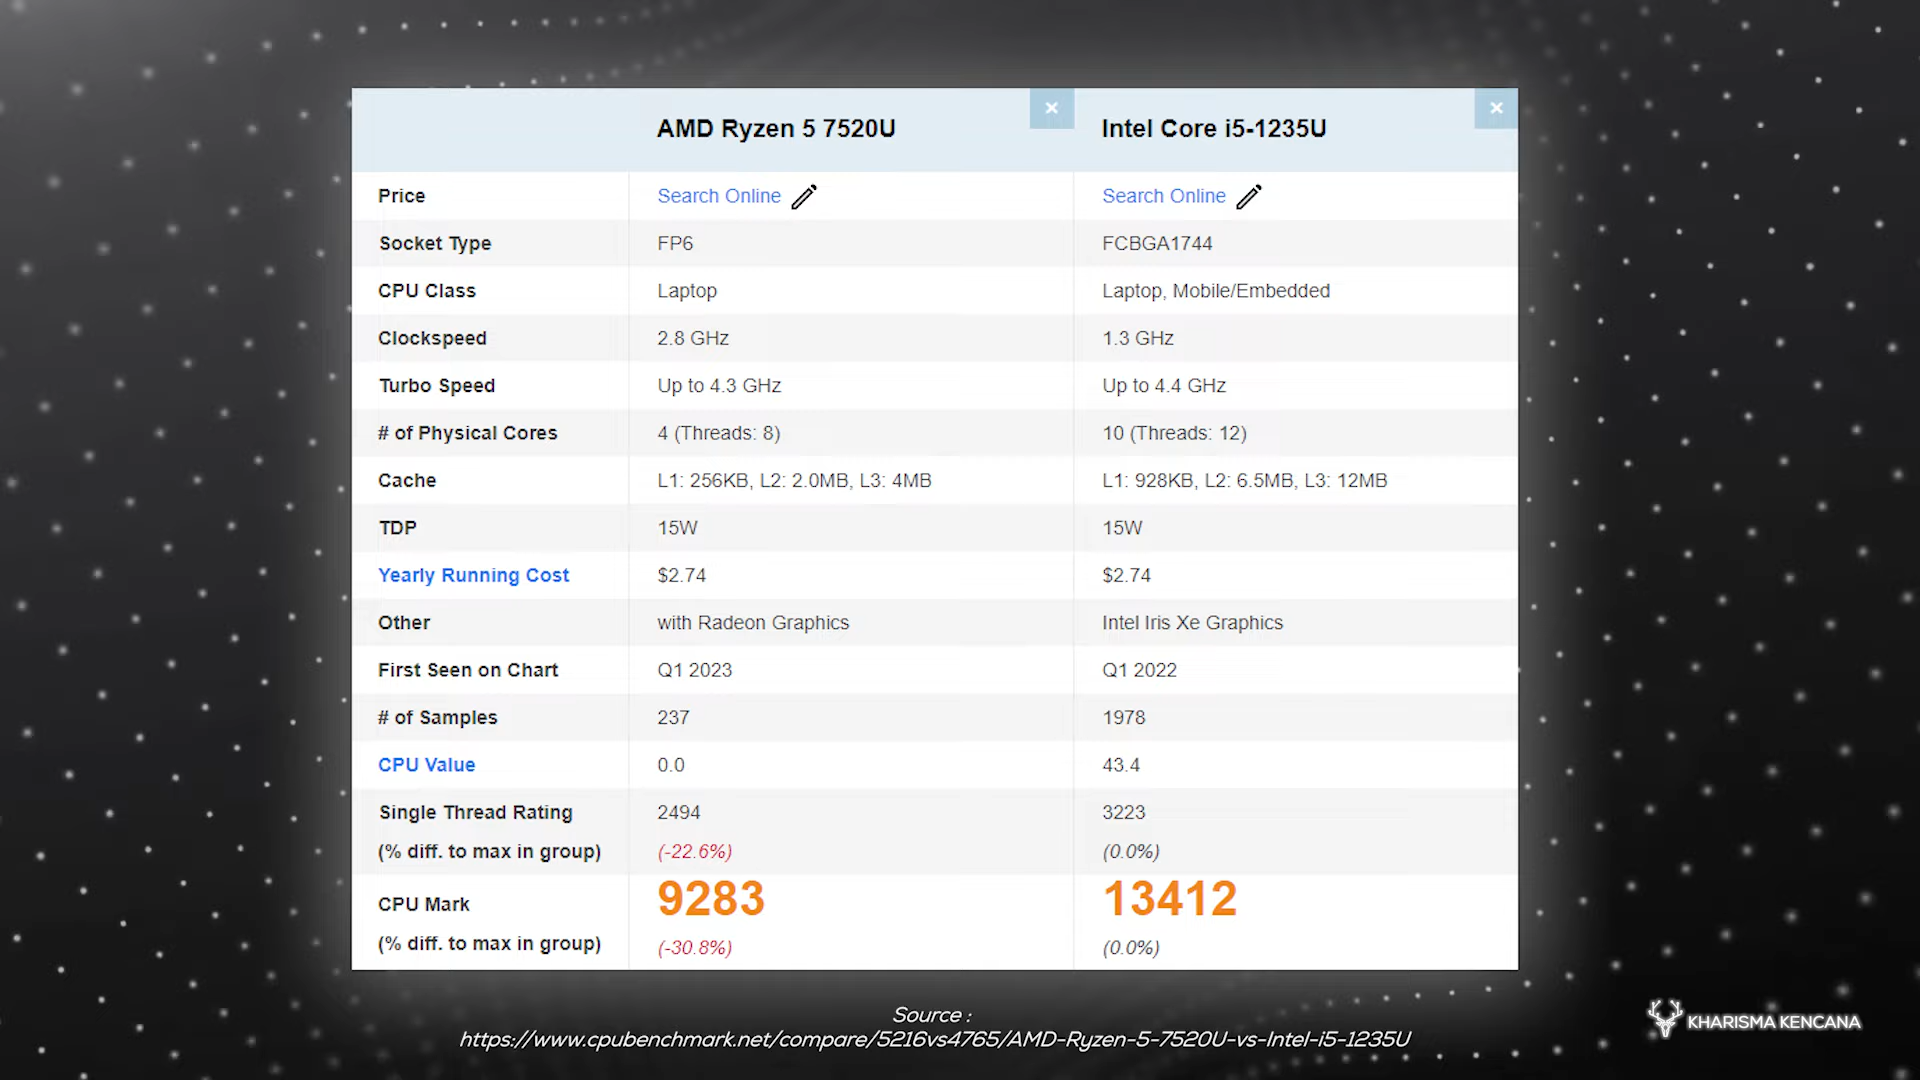 AMD Ryzen 5 7520U × Intel Core i5-1235U ×
Price Search Online Search Online
Socket Type FP6 FCBGA1744
CPU Class Laptop Laptop, Mobile/Embedded
Clockspeed 2.8 GHz 1.3 GHz
Turbo Speed Up to 4.3 GHz Up to 4.4 GHz
# of Physical Cores 4 (Threads: 8) 10 (Threads: 12)
Cache L1: 256KB, L2: 2.0MB, L3: 4MB L1: 928KB, L2: 6.5MB, L3: 12MB
TDP 15W 15W
Yearly Running Cost $2.74 $2.74
Other with Radeon Graphics Intel Iris Xe Graphics
First Seen on Chart Q1 2023 Q1 2022
# of Samples 237 1978
CPU Value 0.0 43.4
Single Thread Rating 2494 3223
(% diff. to max in group) (-22.6%) (0.0%)
CPU Mark 9283 13412
(% diff. to max in group) (-30.8%) (0.0%)
Source :
https://www.cpubenchmark.net/compare/5216vs4765/AMD-Ryzen-5-7520U-vs-Intel-i5-1235U
KHARISMA KENCANA